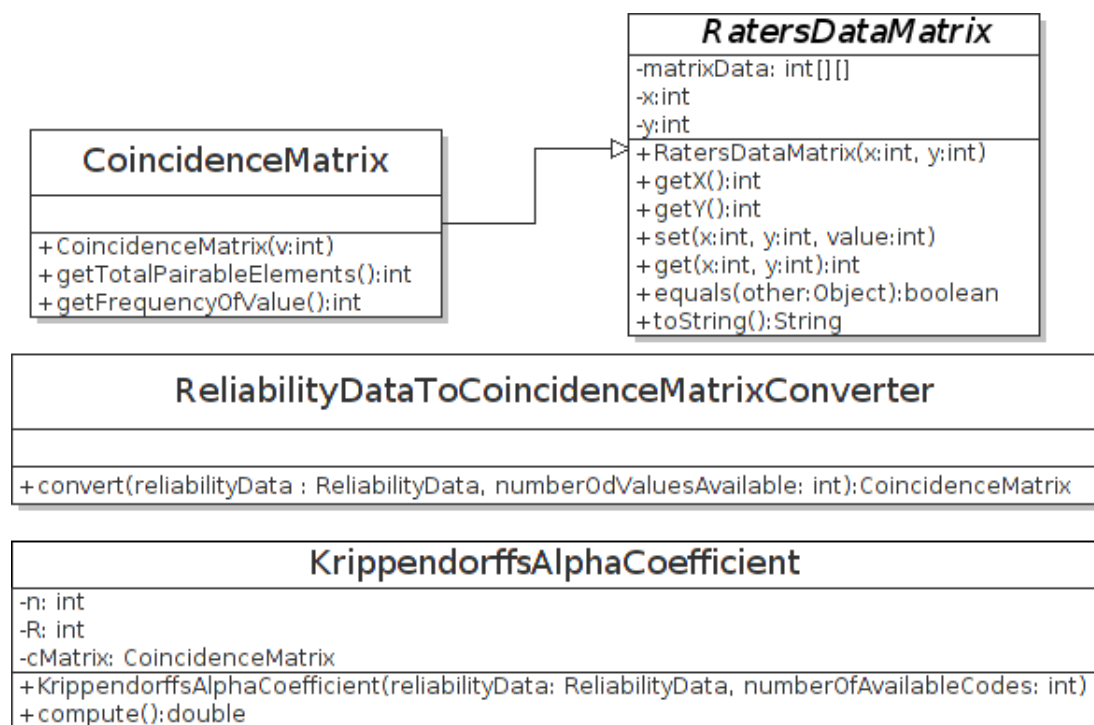 RatersDataMatrix
-matrixData: int[][]
-x:int
-y:int
+RatersDataMatrix(x:int, y:int)
+getX():int
+getY():int
+set(x:int, y:int, value:int)
+get(x:int, y:int):int
+equals(other:Object):boolean
+toString():String
CoincidenceMatrix
+CoincidenceMatrix(v:int)
+getTotalPairableElements():int
+getFrequencyOfValue():int
ReliabilityDataToCoincidenceMatrixConverter
+convert(reliabilityData : ReliabilityData, numberOdValuesAvailable: int):CoincidenceMatrix
KrippendorffsAlphaCoefficient
-n: int
-R: int
-cMatrix: CoincidenceMatrix
+KrippendorffsAlphaCoefficient(reliabilityData: ReliabilityData, numberOfAvailableCodes: int)
+compute():double